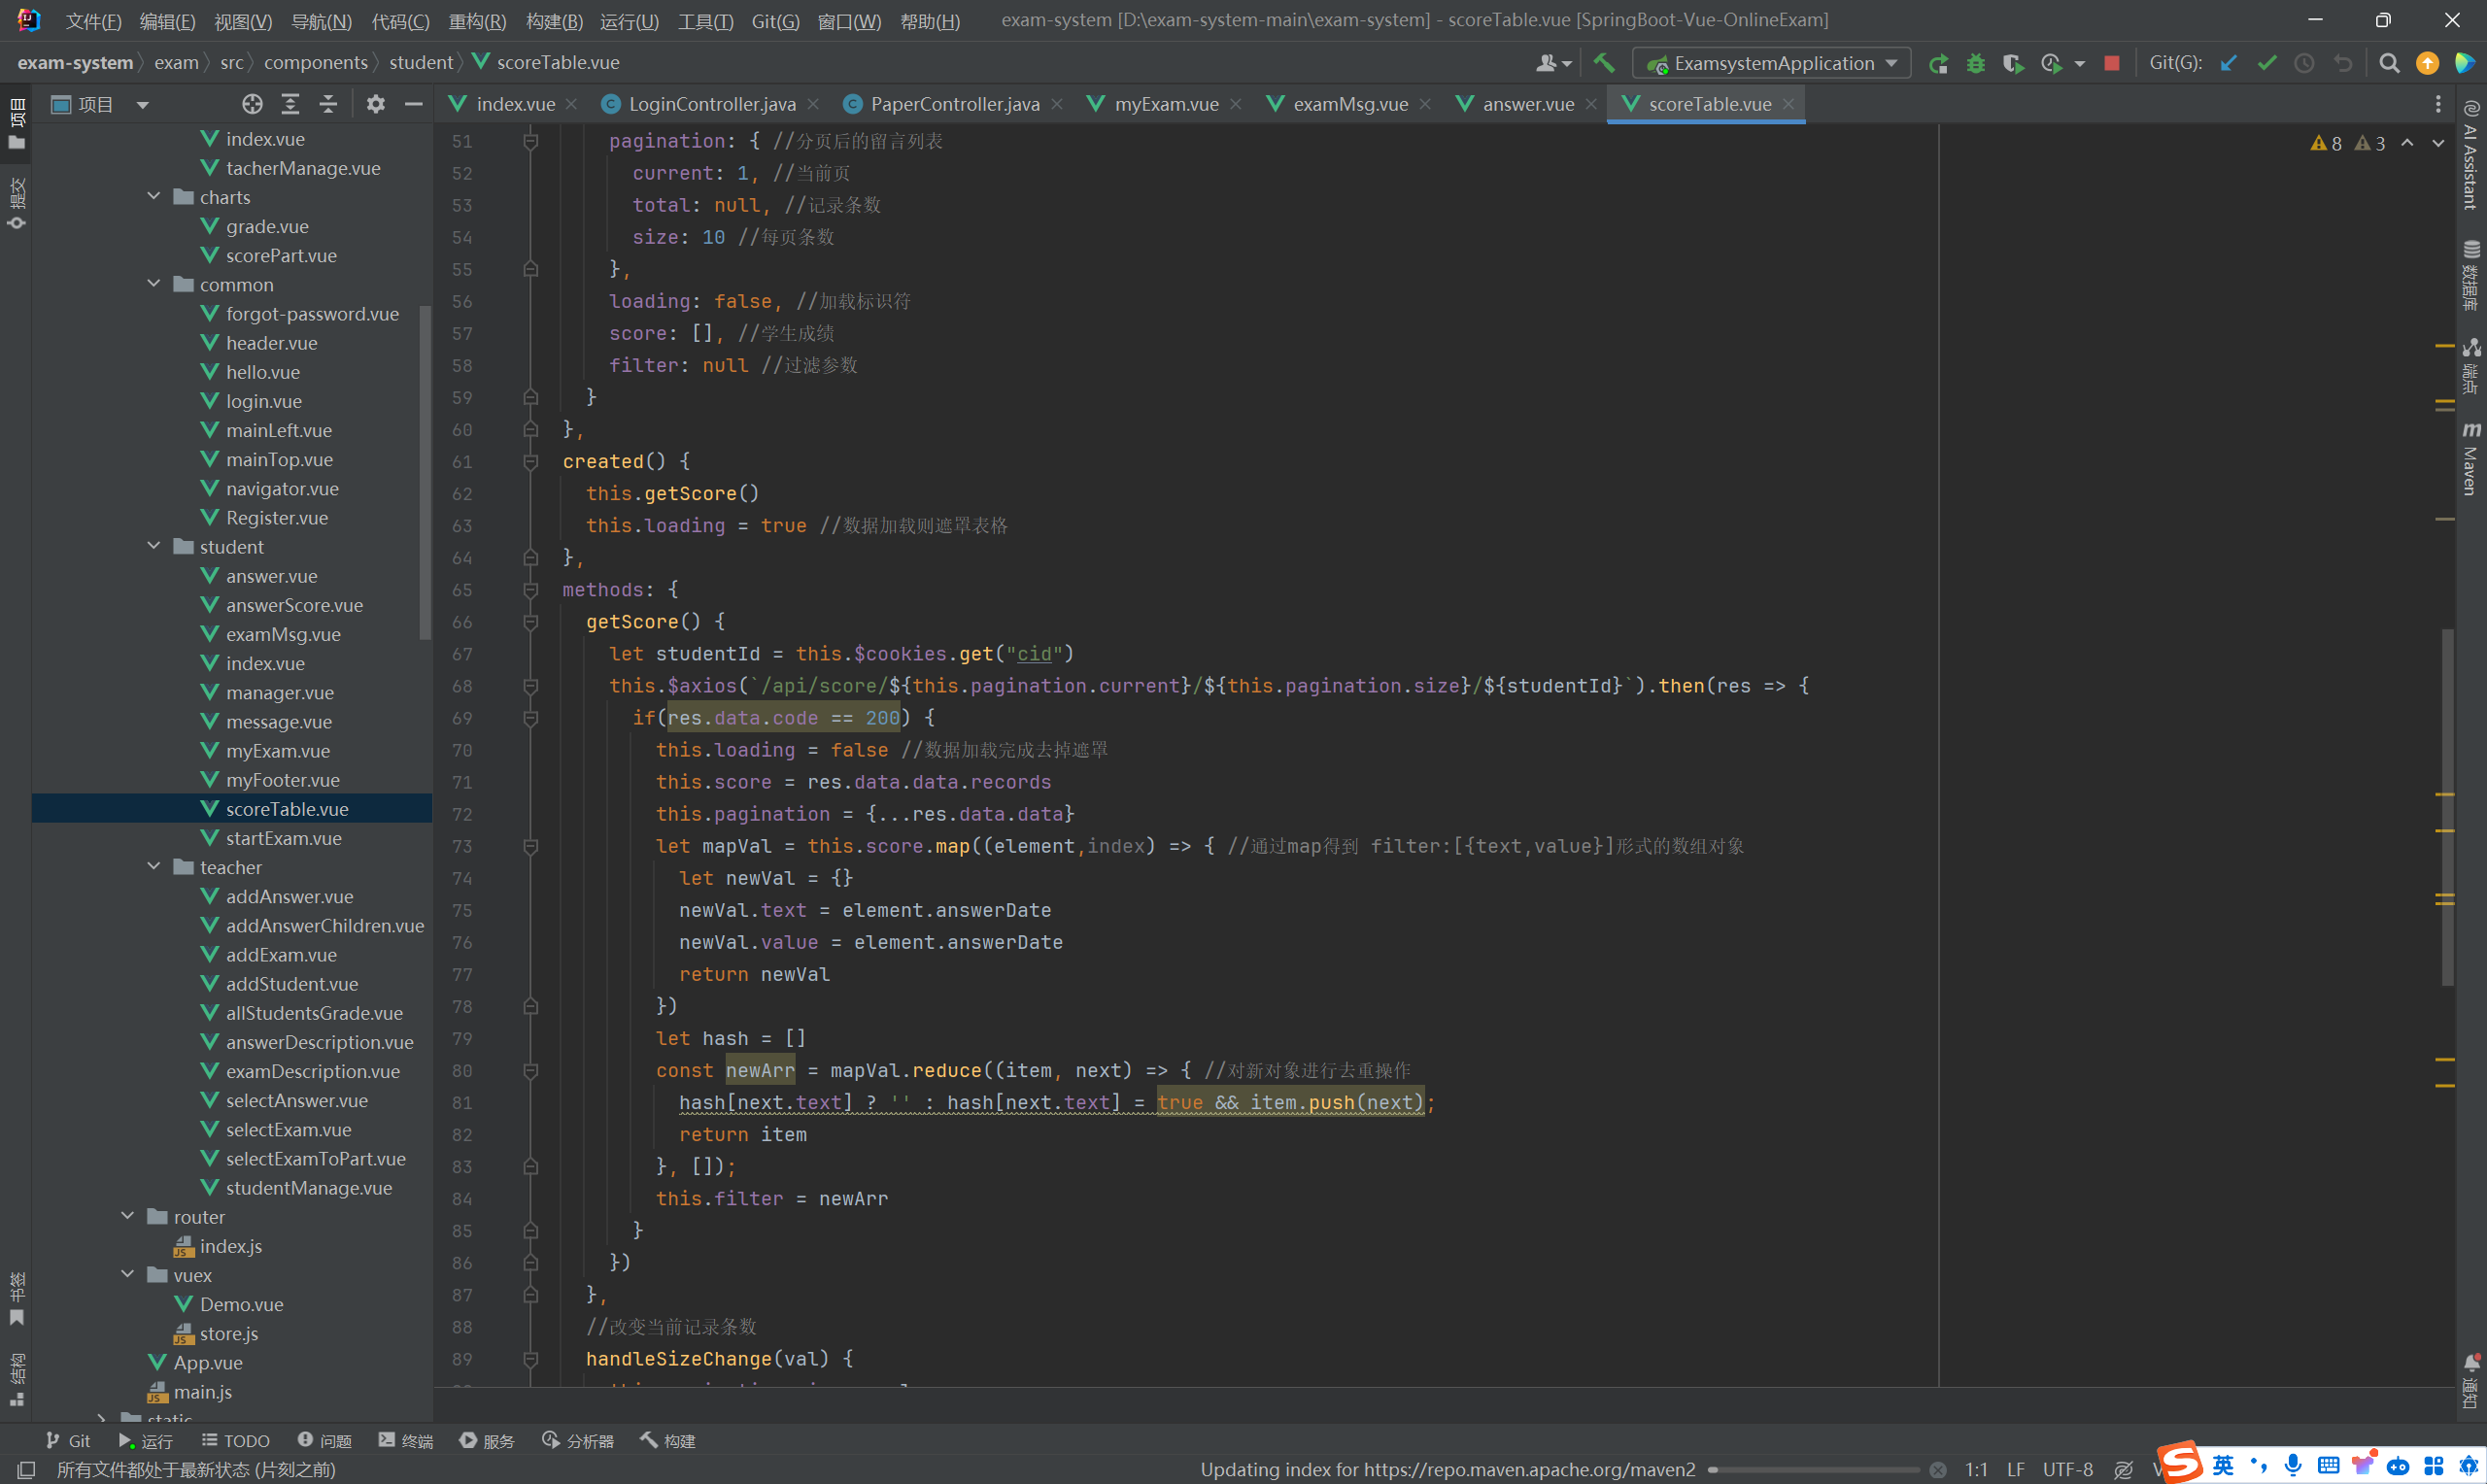 文件(F) 编辑(E) 视图(V) 导航(N) 代码(C) 重构(R) 构建(B) 运行(U) 工具(T) Git(G) 窗口(W) 帮助(H) exam-system [D:\exam-system-main\exam-system] - scoreTable.vue [SpringBoot-Vue-OnlineExam]
exam-system exam src components student scoreTable.vue ExamsystemApplication Git(G):
项目 index.vue LoginController.java PaperController.java myExam.vue examMsg.vue answer.vue scoreTable.vue
项目
提交
书签
结构
index.vue
tacherManage.vue
charts
grade.vue
scorePart.vue
common
forgot-password.vue
header.vue
hello.vue
login.vue
mainLeft.vue
mainTop.vue
navigator.vue
Register.vue
student
answer.vue
answerScore.vue
examMsg.vue
index.vue
manager.vue
message.vue
myExam.vue
myFooter.vue
scoreTable.vue
startExam.vue
teacher
addAnswer.vue
addAnswerChildren.vue
addExam.vue
addStudent.vue
allStudentsGrade.vue
answerDescription.vue
examDescription.vue
selectAnswer.vue
selectExam.vue
selectExamToPart.vue
studentManage.vue
router
index.js
vuex
Demo.vue
store.js
App.vue
main.js
static
8 3
51 pagination: { //分页后的留言列表
52 current: 1, //当前页
53 total: null, //记录条数
54 size: 10 //每页条数
55 },
56 loading: false, //加载标识符
57 score: [], //学生成绩
58 filter: null //过滤参数
59 }
60 },
61 created() {
62 this.getScore()
63 this.loading = true //数据加载则遮罩表格
64 },
65 methods: {
66 getScore() {
67 let studentId = this.$cookies.get("cid")
68 this.$axios(`/api/score/${this.pagination.current}/${this.pagination.size}/${studentId}`).then(res => {
69 if(res.data.code == 200) {
70 this.loading = false //数据加载完成去掉遮罩
71 this.score = res.data.data.records
72 this.pagination = {...res.data.data}
73 let mapVal = this.score.map((element,index) => { //通过map得到 filter:[{text,value}]形式的数组对象
74 let newVal = {}
75 newVal.text = element.answerDate
76 newVal.value = element.answerDate
77 return newVal
78 })
79 let hash = []
80 const newArr = mapVal.reduce((item, next) => { //对新对象进行去重操作
81 hash[next.text] ? '' : hash[next.text] = true && item.push(next);
82 return item
83 }, []);
84 this.filter = newArr
85 }
86 })
87 },
88 //改变当前记录条数
89 handleSizeChange(val) {
AI Assistant
数据库
端点
m Maven
通知
Git 运行 TODO 问题 终端 服务 分析器 构建
所有文件都处于最新状态 (片刻之前) Updating index for https://repo.maven.apache.org/maven2 1:1 LF UTF-8 英